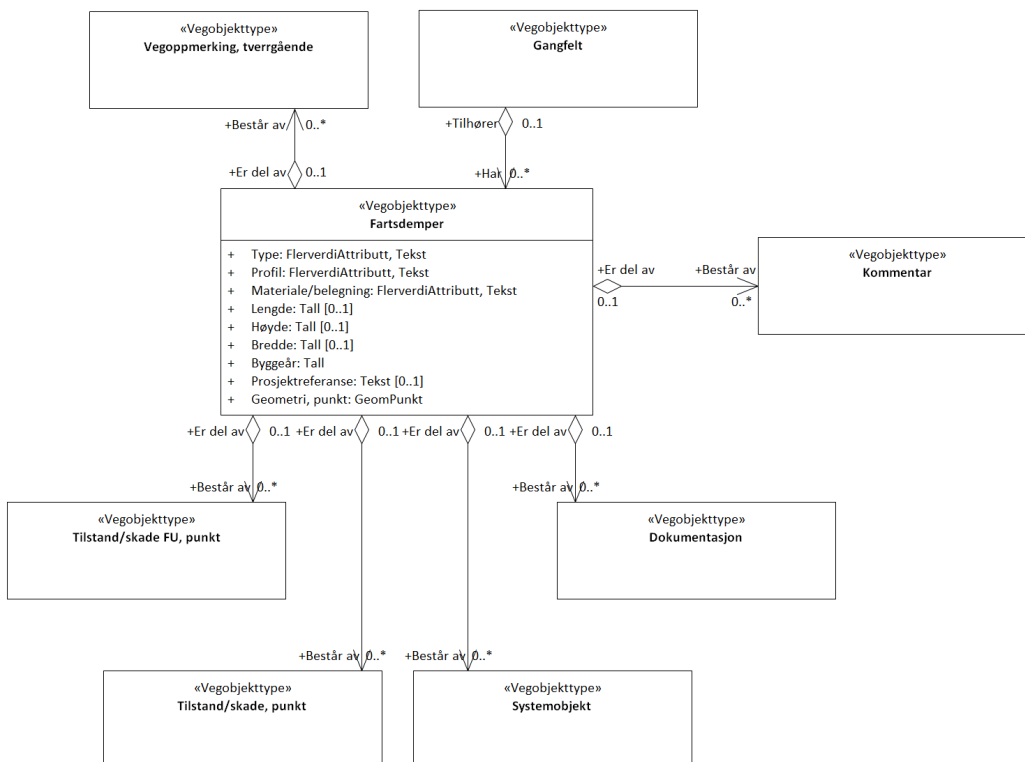 «Vegobjekttype»
Vegoppmerking, tverrgående
«Vegobjekttype»
Gangfelt
+Består av 0..*
+Tilhører 0..1
+Er del av 0..1
+Har 0..*
«Vegobjekttype»
Fartsdemper
+ Type: FlerverdiAttributt, Tekst
+ Profil: FlerverdiAttributt, Tekst
+ Materiale/belegning: FlerverdiAttributt, Tekst
+ Lengde: Tall [0..1]
+ Høyde: Tall [0..1]
+ Bredde: Tall [0..1]
+ Byggeår: Tall
+ Prosjektreferanse: Tekst [0..1]
+ Geometri, punkt: GeomPunkt
+Er del av +Består av
0..1 0..*
«Vegobjekttype»
Kommentar
+Er del av 0..1 +Er del av 0..1 +Er del av 0..1 +Er del av 0..1
+Består av 0..* +Består av 0..*
«Vegobjekttype»
Tilstand/skade FU, punkt
«Vegobjekttype»
Dokumentasjon
+Består av 0..* +Består av 0..*
«Vegobjekttype»
Tilstand/skade, punkt
«Vegobjekttype»
Systemobjekt